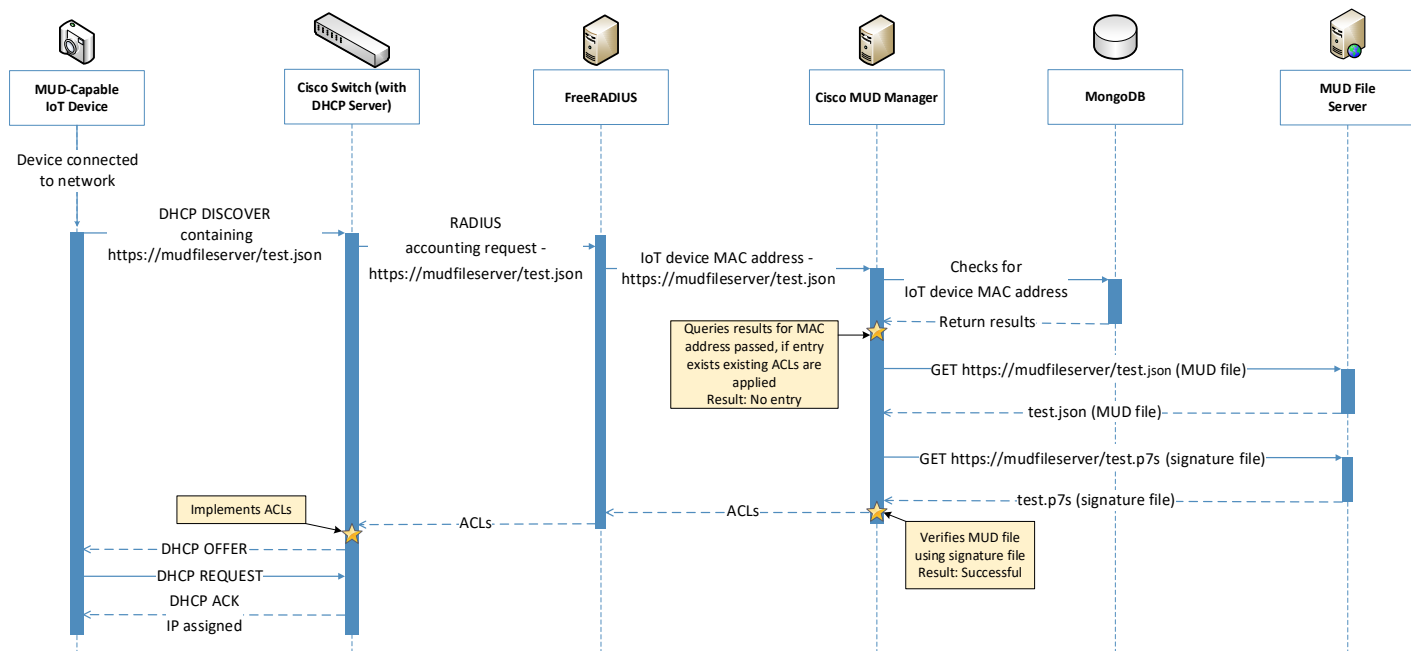 MUD-Capable
IoT Device
Cisco Switch (with
DHCP Server)
FreeRADIUS
Cisco MUD Manager
MongoDB
MUD File
Server
Device connected
to network
DHCP DISCOVER
containing
https://mudfileserver/test.json
RADIUS
accounting request -
https://mudfileserver/test.json
IoT device MAC address -
https://mudfileserver/test.json
Checks for
IoT device MAC address
Return results
Queries results for MAC
address passed, if entry
exists existing ACLs are
applied
Result: No entry
GET https://mudfileserver/test.json (MUD file)
test.json (MUD file)
GET https://mudfileserver/test.p7s (signature file)
test.p7s (signature file)
Implements ACLs
ACLs
ACLs
Verifies MUD file
using signature file
Result: Successful
DHCP OFFER
DHCP REQUEST
DHCP ACK
IP assigned